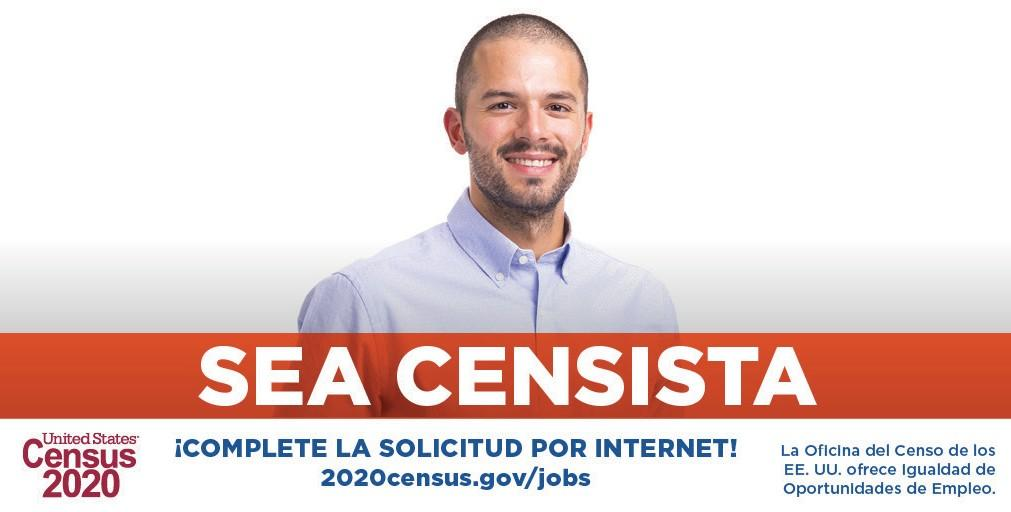 SEA CENSISTA
United States®
Census
2020
¡COMPLETE LA SOLICITUD POR INTERNET!
2020census.gov/jobs
La Oficina del Censo de los
EE. UU. ofrece Igualdad de
Oportunidades de Empleo.